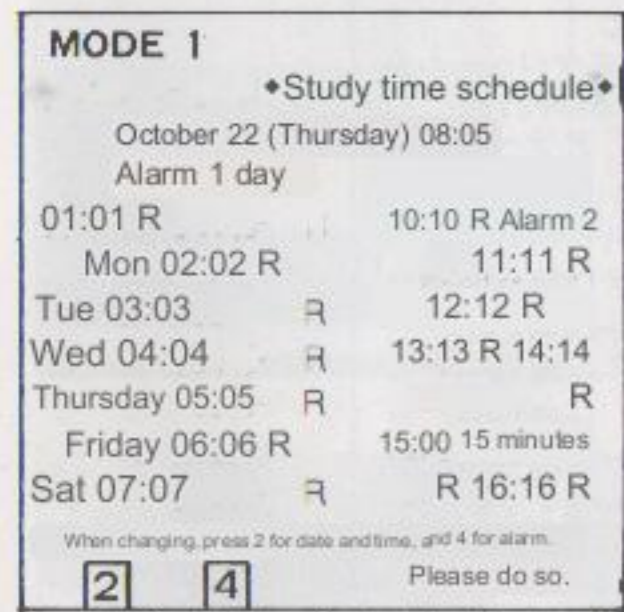 MODE 1
◆Study time schedule◆
October 22 (Thursday) 08:05
Alarm 1 day
01:01 R 10:10 R Alarm 2
Mon 02:02 R 11:11 R
Tue 03:03 R 12:12 R
Wed 04:04 R 13:13 R 14:14
Thursday 05:05 R R
Friday 06:06 R 15:00 15 minutes
Sat 07:07 R R 16:16 R
When changing, press 2 for date and time, and 4 for alarm.
2 4 Please do so.